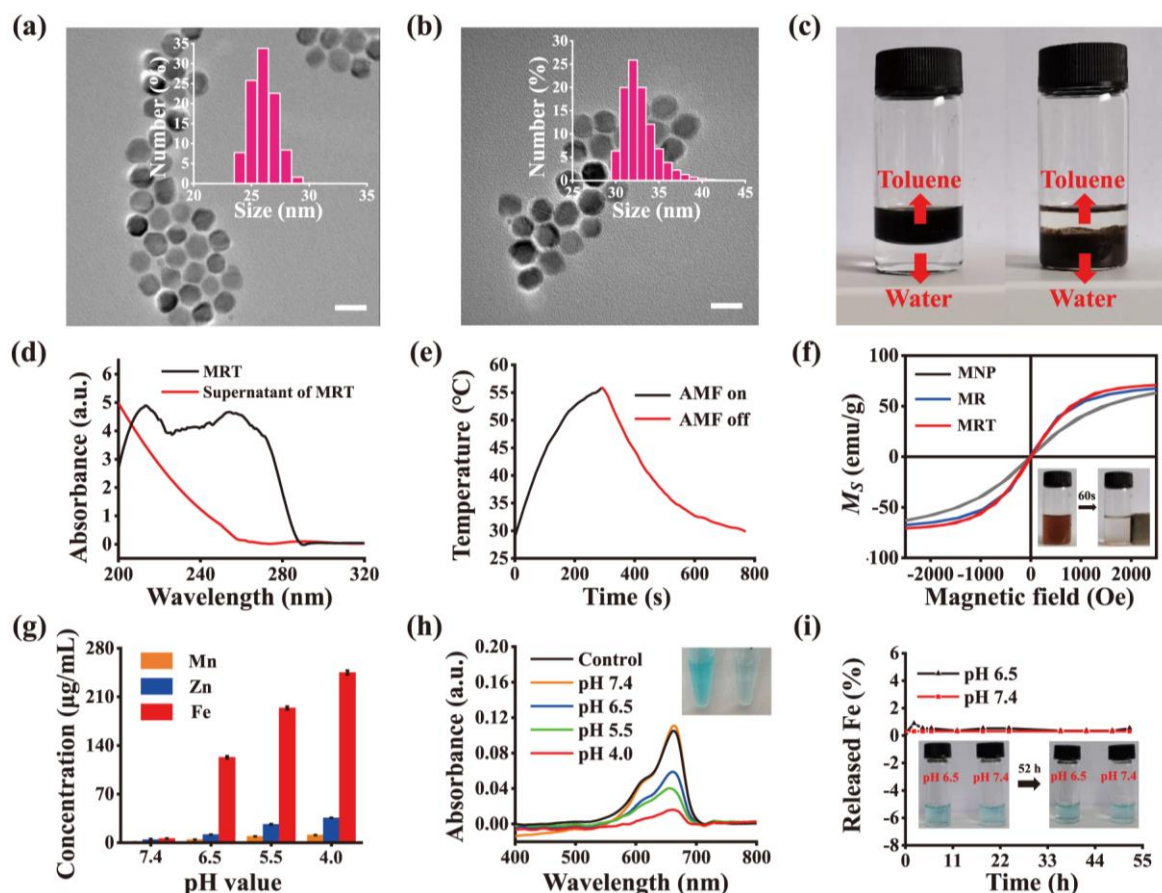 (a)
Number (%)
35
30
25
20
15
10
5
0
20
25
30
35
Size (nm)
(b)
Number (%)
30
25
20
15
10
5
0
25
30
35
40
45
Size (nm)
(c)
Toluene
Toluene
Water
Water
(d)
Absorbance (a.u.)
6
5
4
3
2
1
0
MRT
Supernatant of MRT
200
230
260
290
320
Wavelength (nm)
(e)
Temperature (°C)
60
55
50
45
40
35
30
25
AMF on
AMF off
0
200
400
600
800
Time (s)
(f)
Ms (emu/g)
100
50
0
-50
-100
MNP
MR
MRT
60s
-2000
-1000
0
1000
2000
Magnetic field (Oe)
(g)
Concentration (μg/mL)
280
210
140
70
0
Mn
Zn
Fe
7.4
6.5
5.5
4.0
pH value
(h)
Absorbance (a.u.)
0.20
0.16
0.12
0.08
0.04
0.00
Control
pH 7.4
pH 6.5
pH 5.5
pH 4.0
400
500
600
700
800
Wavelength (nm)
(i)
Released Fe (%)
6
4
2
0
-2
-4
-6
-8
pH 6.5
pH 7.4
pH 6.5
pH 7.4
52 h
pH 6.5
pH 7.4
0
11
22
33
44
55
Time (h)